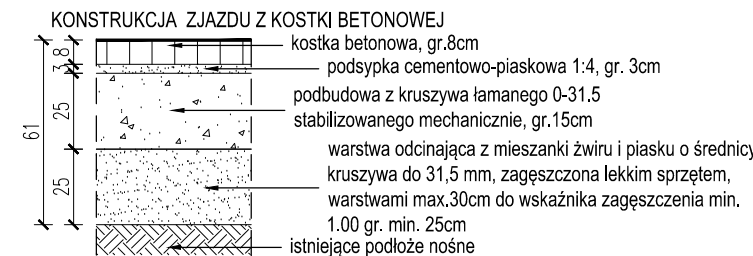 KONSTRUKCJA ZJAZDU Z KOSTKI BETONOWEJ
kostka betonowa, gr.8cm
podsypka cementowo-piaskowa 1:4, gr. 3cm
podbudowa z kruszywa łamanego 0-31.5
stabilizowanego mechanicznie, gr.15cm
warstwa odcinająca z mieszanki żwiru i piasku o średnicy
kruszywa do 31,5 mm, zagęszczona lekkim sprzętem,
warstwami max.30cm do wskaźnika zagęszczenia min.
1.00 gr. min. 25cm
istniejące podłoże nośne
8
3
25
25
61